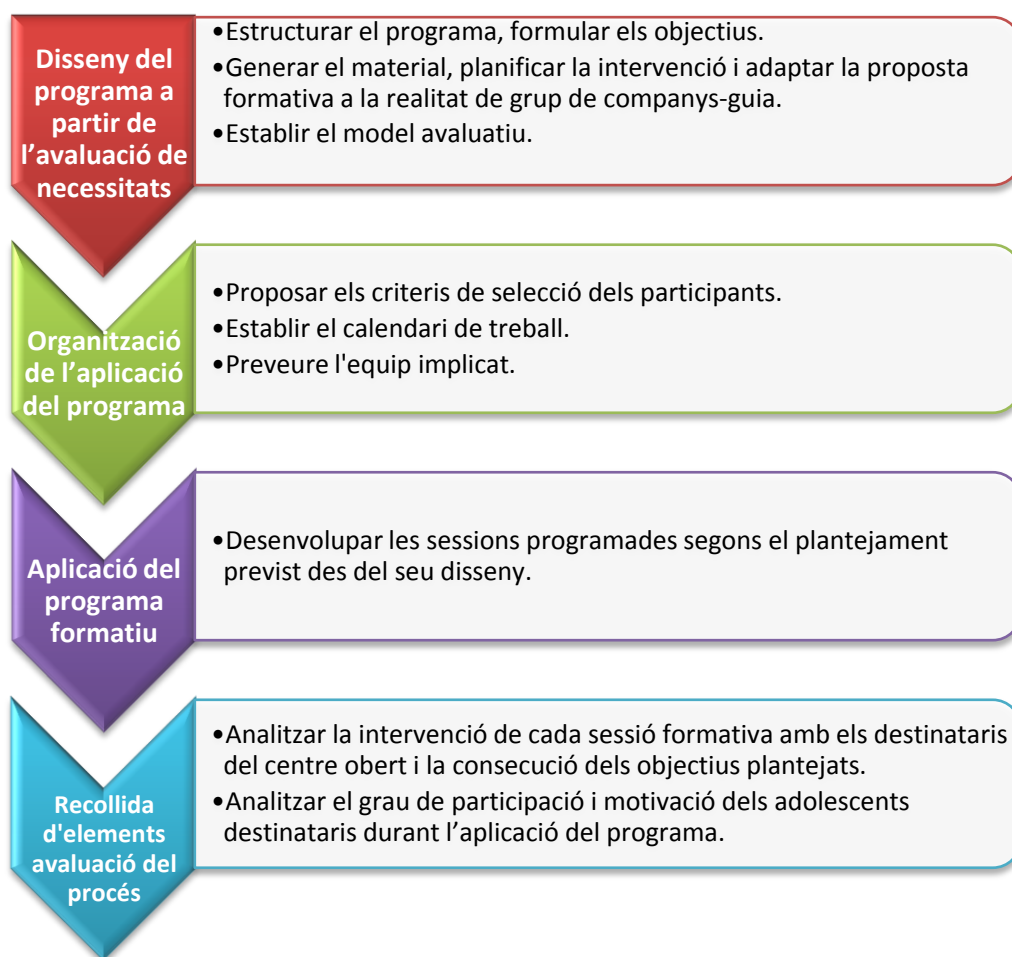 Disseny del
programa a
partir de
l’avaluació de
necessitats
•Estructurar el programa, formular els objectius.
•Generar el material, planificar la intervenció i adaptar la proposta
formativa a la realitat de grup de companys-guia.
•Establir el model avaluatiu.
Organització
de l’aplicació
del programa
•Proposar els criteris de selecció dels participants.
•Establir el calendari de treball.
•Preveure l'equip implicat.
Aplicació del
programa
formatiu
•Desenvolupar les sessions programades segons el plantejament
previst des del seu disseny.
Recollida
d'elements
avaluació del
procés
•Analitzar la intervenció de cada sessió formativa amb els destinataris
del centre obert i la consecució dels objectius plantejats.
•Analitzar el grau de participació i motivació dels adolescents
destinataris durant l’aplicació del programa.